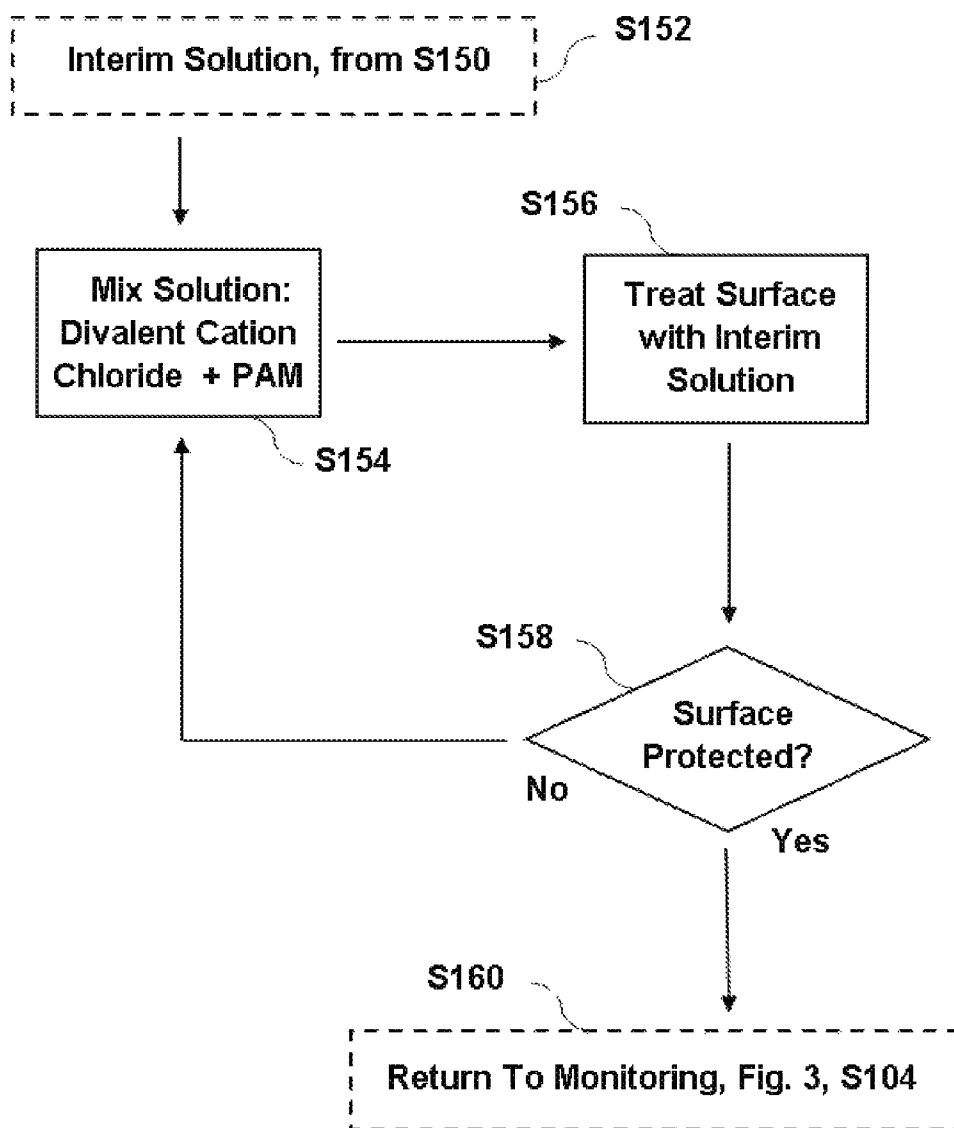 S152
Interim Solution, from S150
S156
Mix Solution:
Divalent Cation
Chloride + PAM
S154
Treat Surface
with Interim
Solution
S158
Surface
Protected?
No
Yes
S160
Return To Monitoring, Fig. 3, S104